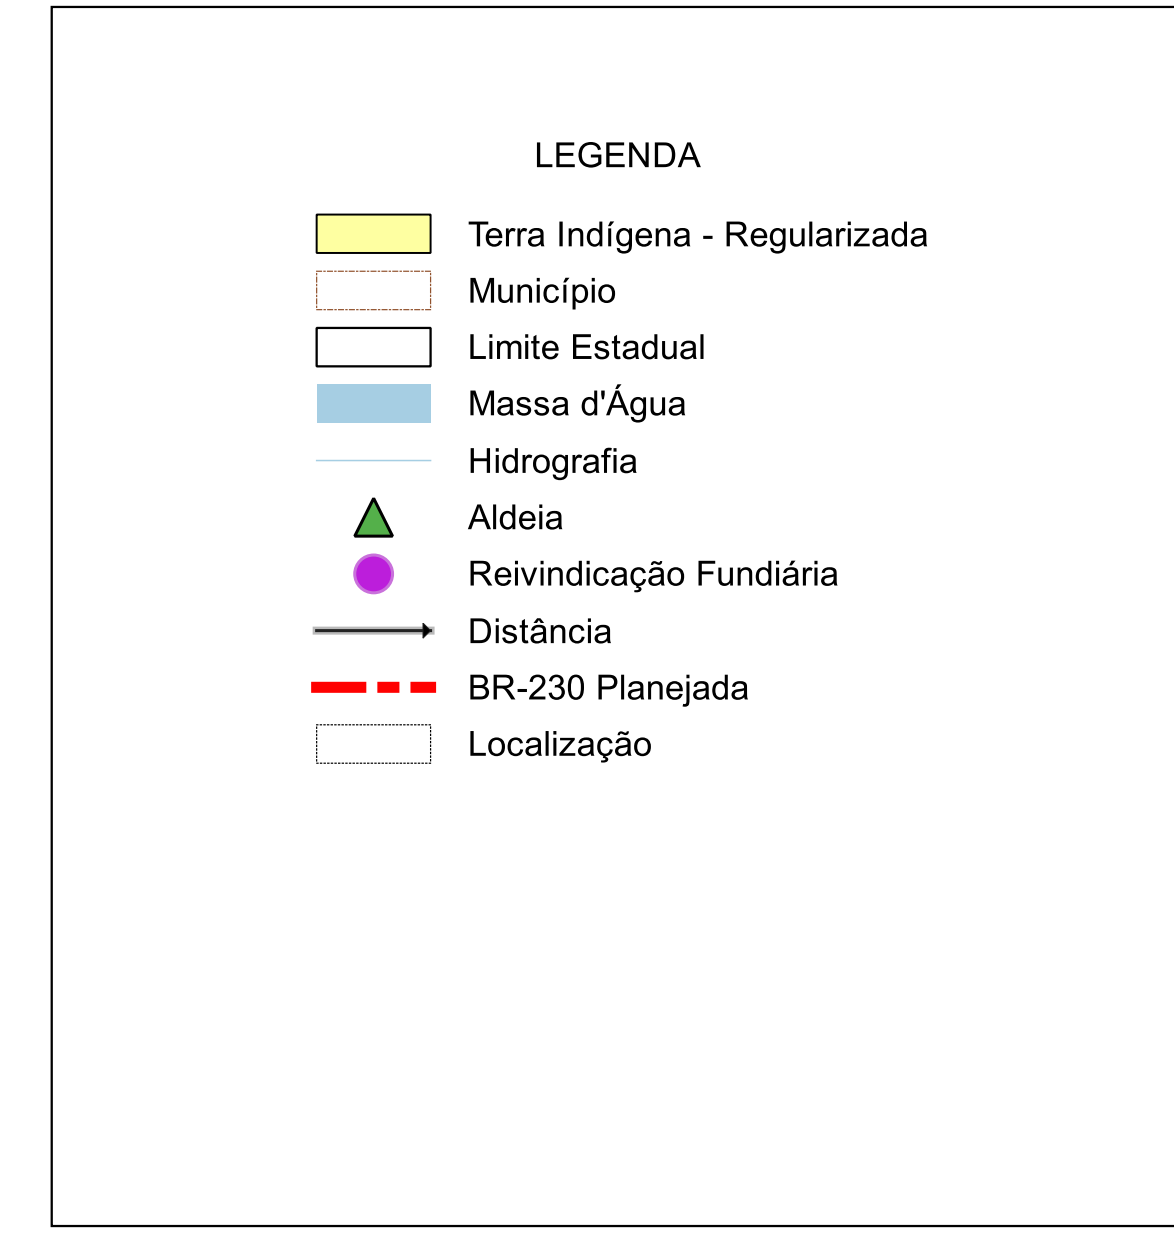 LEGENDA
Terra Indígena - Regularizada
Município
Limite Estadual
Massa d'Água
Hidrografia
Aldeia
Reivindicação Fundiária
Distância
BR-230 Planejada
Localização